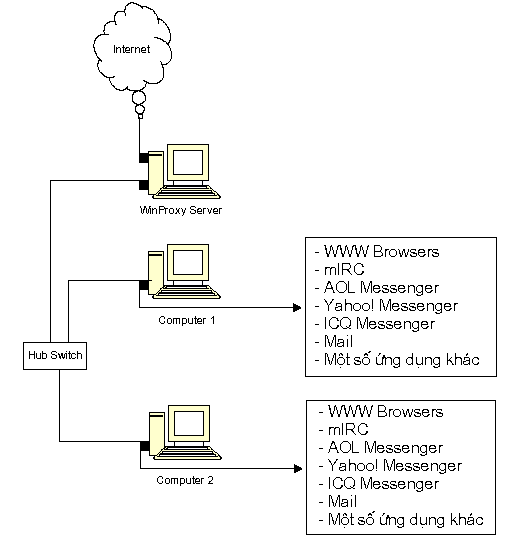 Internet
WinProxy Server
- WWW Browsers
- mIRC
- AOL Messenger
- Yahoo! Messenger
- ICQ Messenger
- Mail
- Một số ứng dụng khác
Computer 1
Hub Switch
- WWW Browsers
- mIRC
- AOL Messenger
- Yahoo! Messenger
- ICQ Messenger
- Mail
- Một số ứng dụng khác
Computer 2